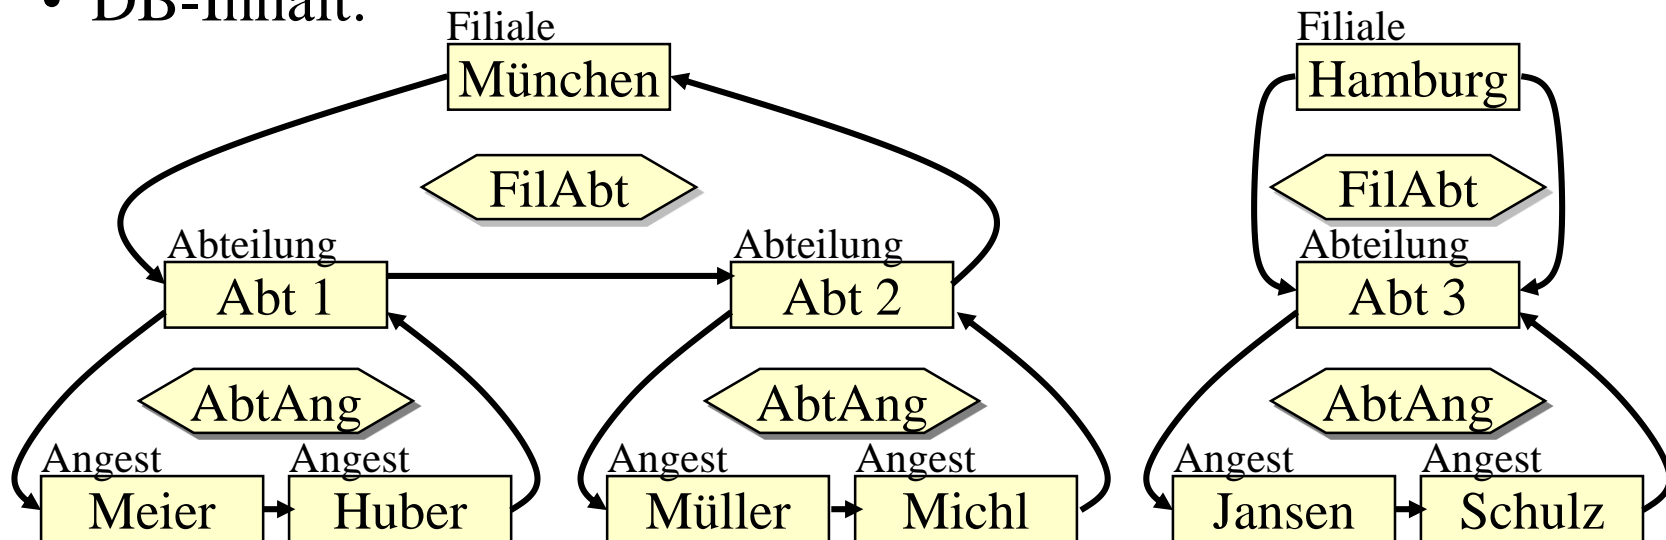 • DB-Inhalt:
Filiale Filiale
München Hamburg
FilAbt FilAbt
Abteilung Abteilung Abteilung
Abt 1 Abt 2 Abt 3
AbtAng AbtAng AbtAng
Angest Angest Angest Angest Angest Angest
Meier Huber Müller Michl Jansen Schulz